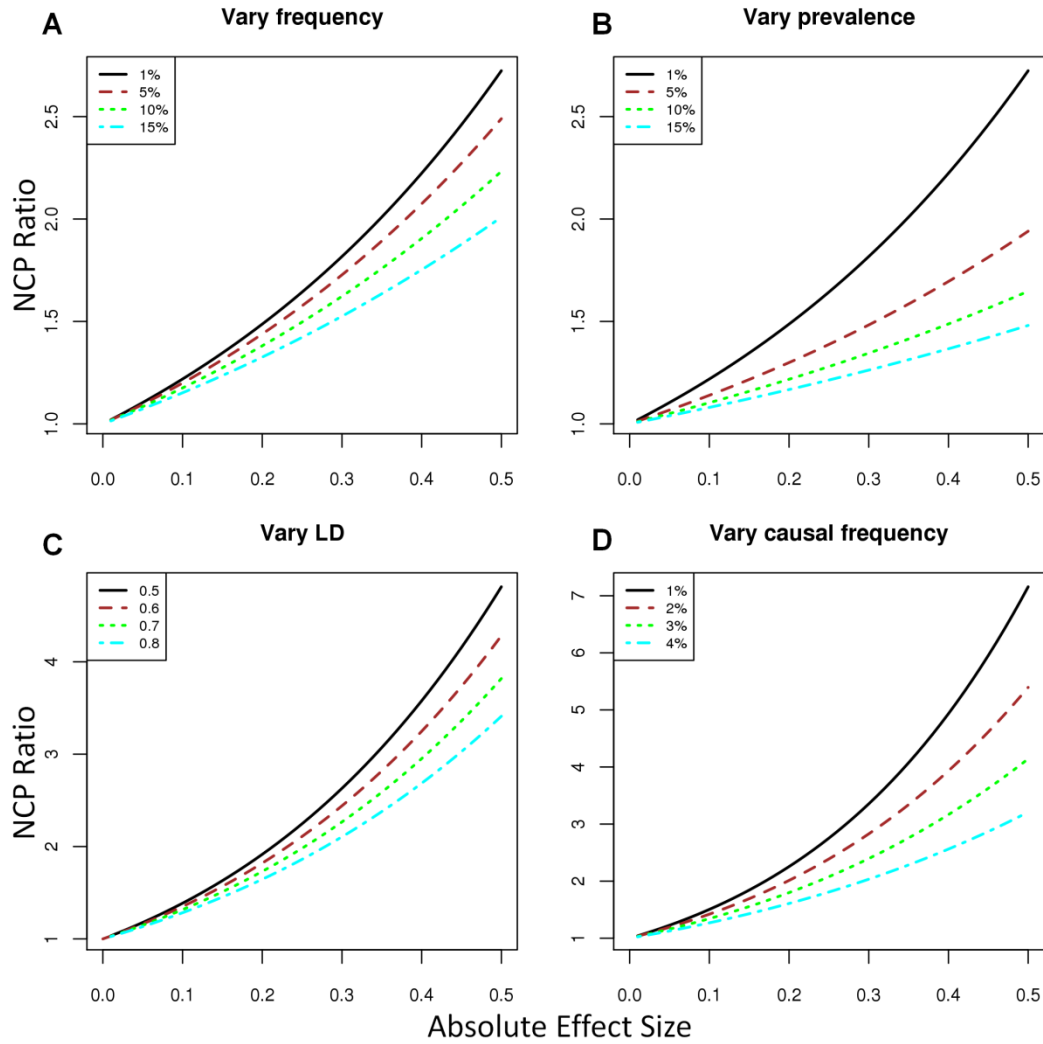 A Vary frequency
1%
5%
10%
15%
NCP Ratio
1.0 1.5 2.0 2.5
0.0 0.1 0.2 0.3 0.4 0.5
B Vary prevalence
1%
5%
10%
15%
1.0 1.5 2.0 2.5
0.0 0.1 0.2 0.3 0.4 0.5
C Vary LD
0.5
0.6
0.7
0.8
NCP Ratio
1 2 3 4
0.0 0.1 0.2 0.3 0.4 0.5
D Vary causal frequency
1%
2%
3%
4%
1 2 3 4 5 6 7
0.0 0.1 0.2 0.3 0.4 0.5
Absolute Effect Size